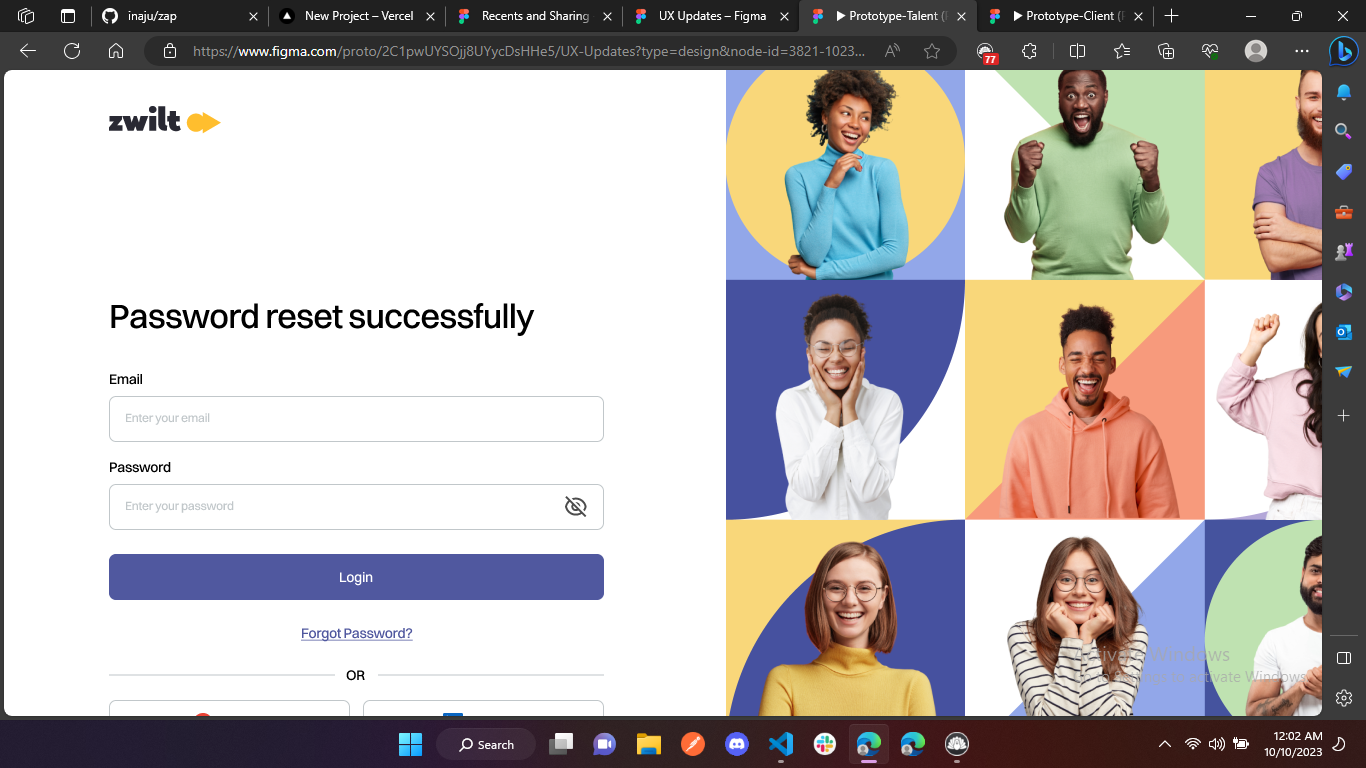 inaju/zap
New Project – Vercel
Recents and Sharing
UX Updates – Figma
Prototype-Talent (
Prototype-Client (
https://www.figma.com/proto/2C1pwUYSOjj8UYycDsHHe5/UX-Updates?type=design&node-id=3821-1023...
77
zwilt
Password reset successfully
Email
Enter your email
Password
Enter your password
Login
Forgot Password?
OR
Activate Windows
Go to Settings to activate Windows.
Search
12:02 AM
10/10/2023